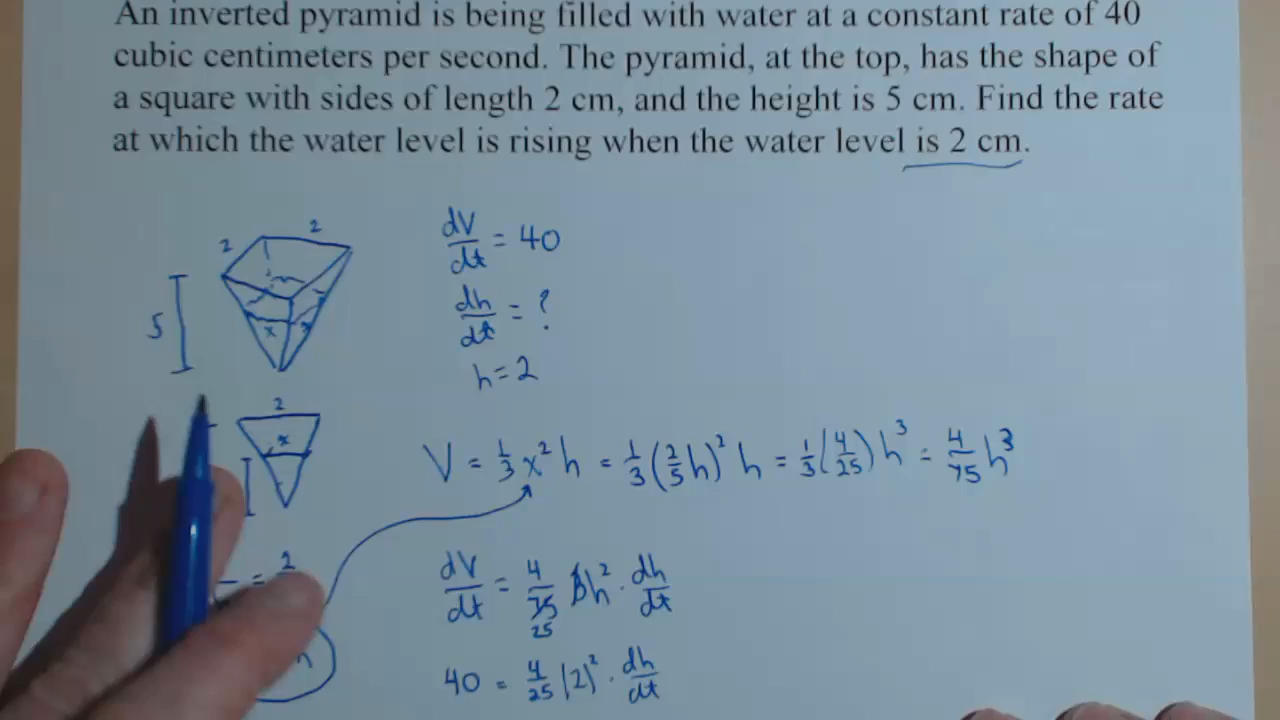 An inverted pyramid is being filled with water at a constant rate of 40
cubic centimeters per second. The pyramid, at the top, has the shape of
a square with sides of length 2 cm, and the height is 5 cm. Find the rate
at which the water level is rising when the water level is 2 cm.
2 2
dV/dt = 40
5 x x
dh/dt = ?
h = 2
2
x
V = 1/3 x² h = 1/3 (2/5 h)² h = 1/3 (4/25) h³ = 4/75 h³
= 2
dV/dt = 4/75 3h² · dh/dt
25
h
40 = 4/25 (2)² · dh/dt